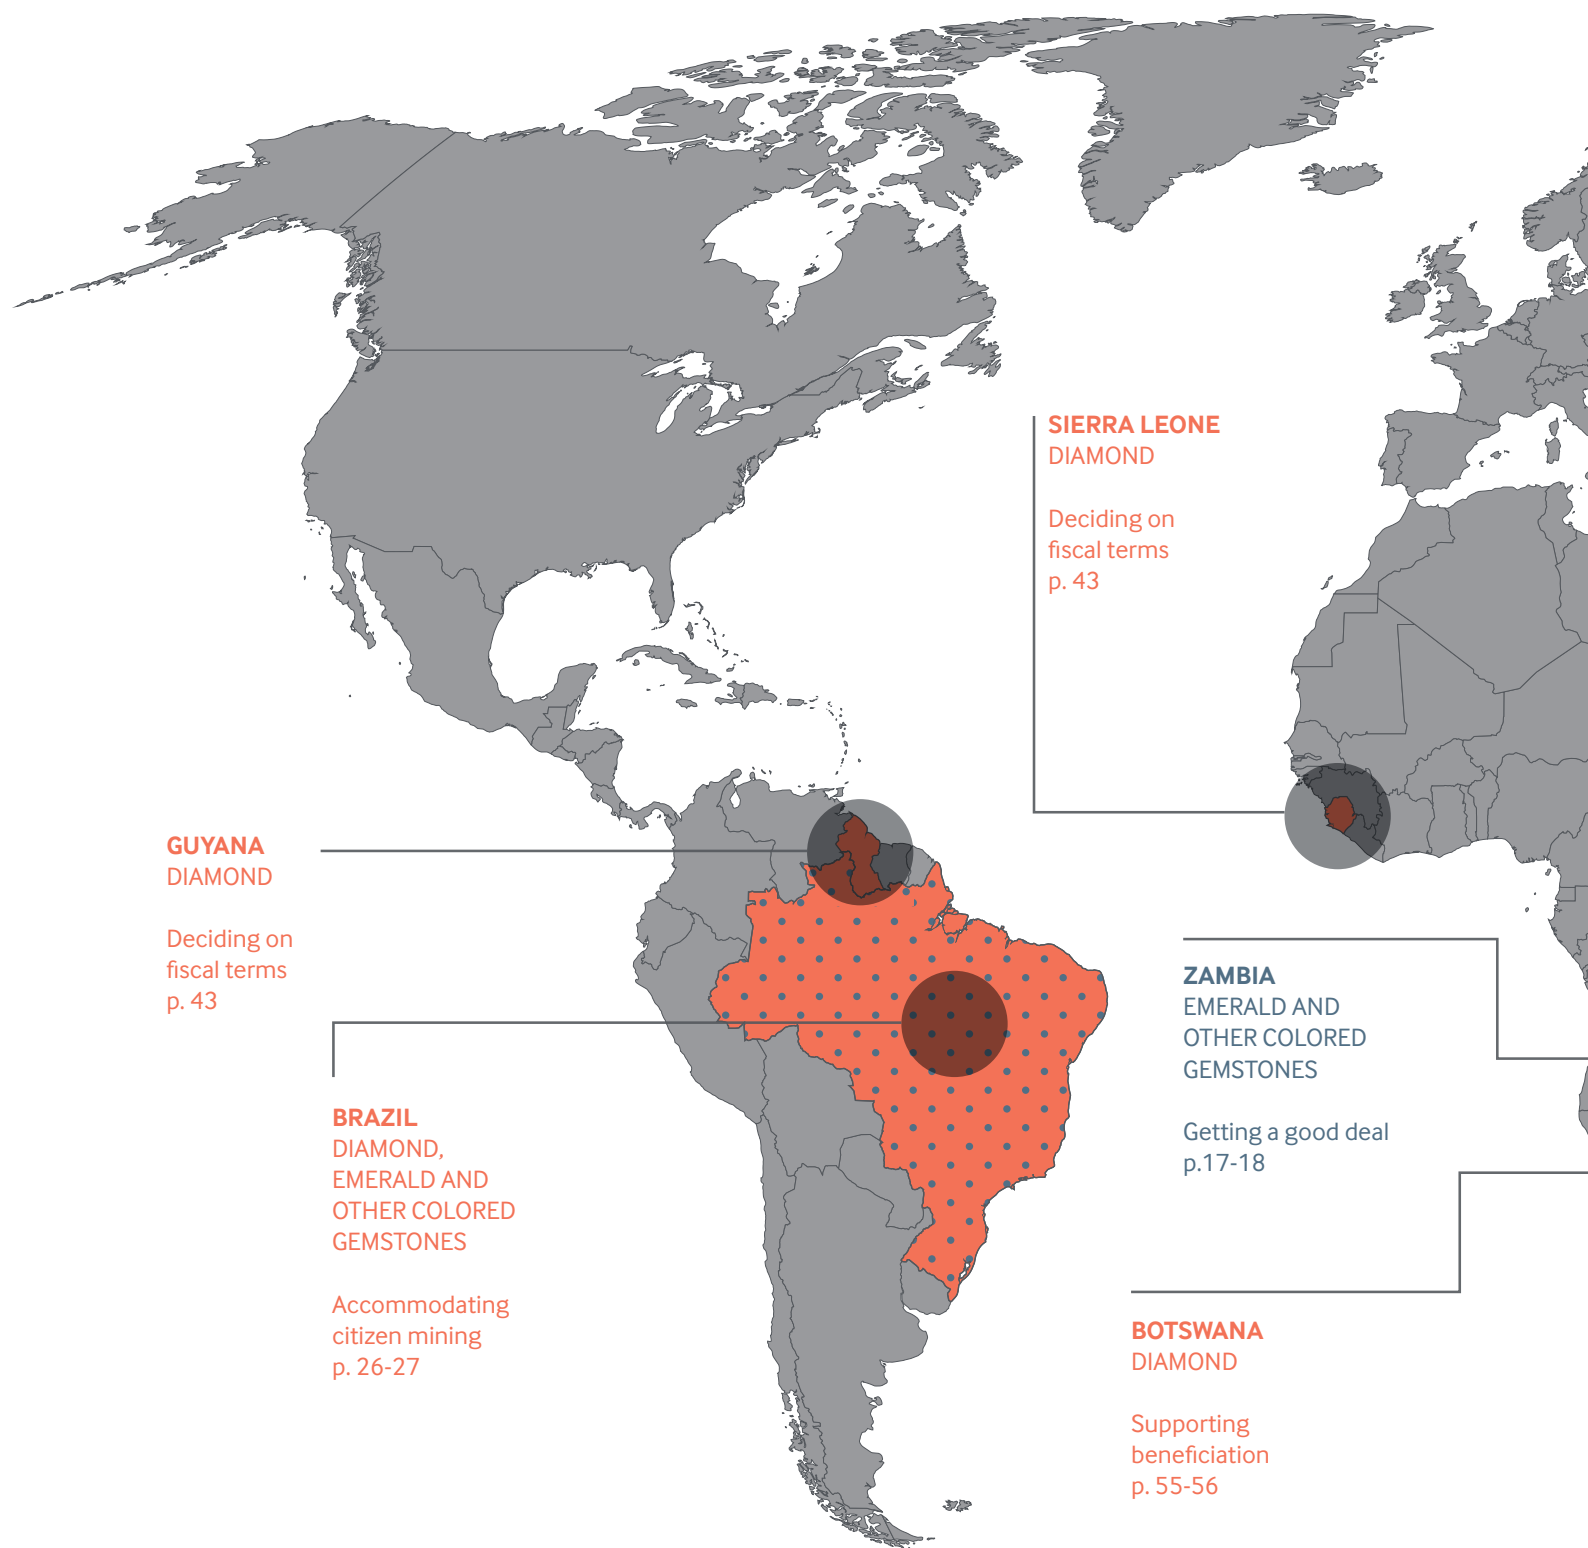 SIERRA LEONE
DIAMOND
Deciding on
fiscal terms
p. 43
GUYANA
DIAMOND
Deciding on
fiscal terms
p. 43
ZAMBIA
EMERALD AND
OTHER COLORED
GEMSTONES
Getting a good deal
p.17-18
BRAZIL
DIAMOND,
EMERALD AND
OTHER COLORED
GEMSTONES
Accommodating
citizen mining
p. 26-27
BOTSWANA
DIAMOND
Supporting
beneficiation
p. 55-56